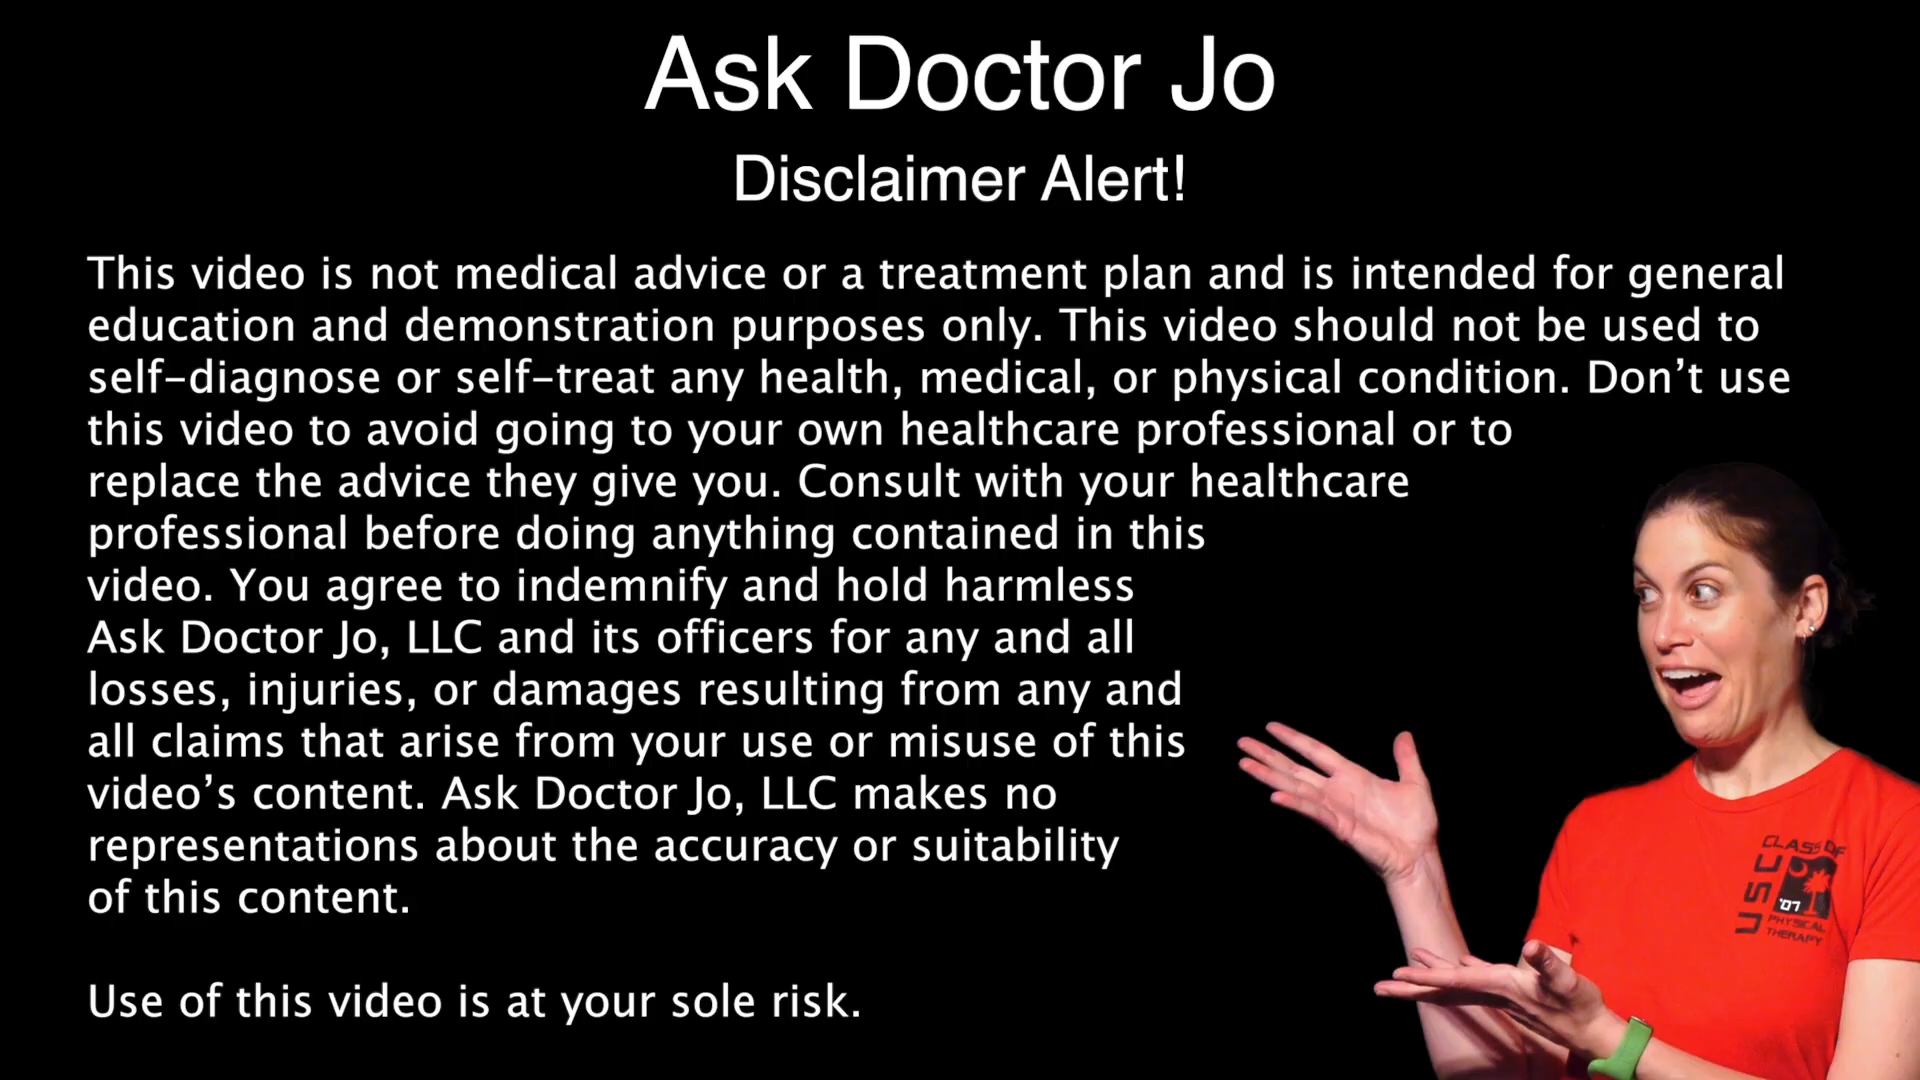 Ask Doctor Jo
Disclaimer Alert!
This video is not medical advice or a treatment plan and is intended for general
education and demonstration purposes only. This video should not be used to
self-diagnose or self-treat any health, medical, or physical condition. Don’t use
this video to avoid going to your own healthcare professional or to
replace the advice they give you. Consult with your healthcare
professional before doing anything contained in this
video. You agree to indemnify and hold harmless
Ask Doctor Jo, LLC and its officers for any and all
losses, injuries, or damages resulting from any and
all claims that arise from your use or misuse of this
video’s content. Ask Doctor Jo, LLC makes no
representations about the accuracy or suitability
of this content.
Use of this video is at your sole risk.
CLASS OF
USC
'07
PHYSICAL
THERAPY